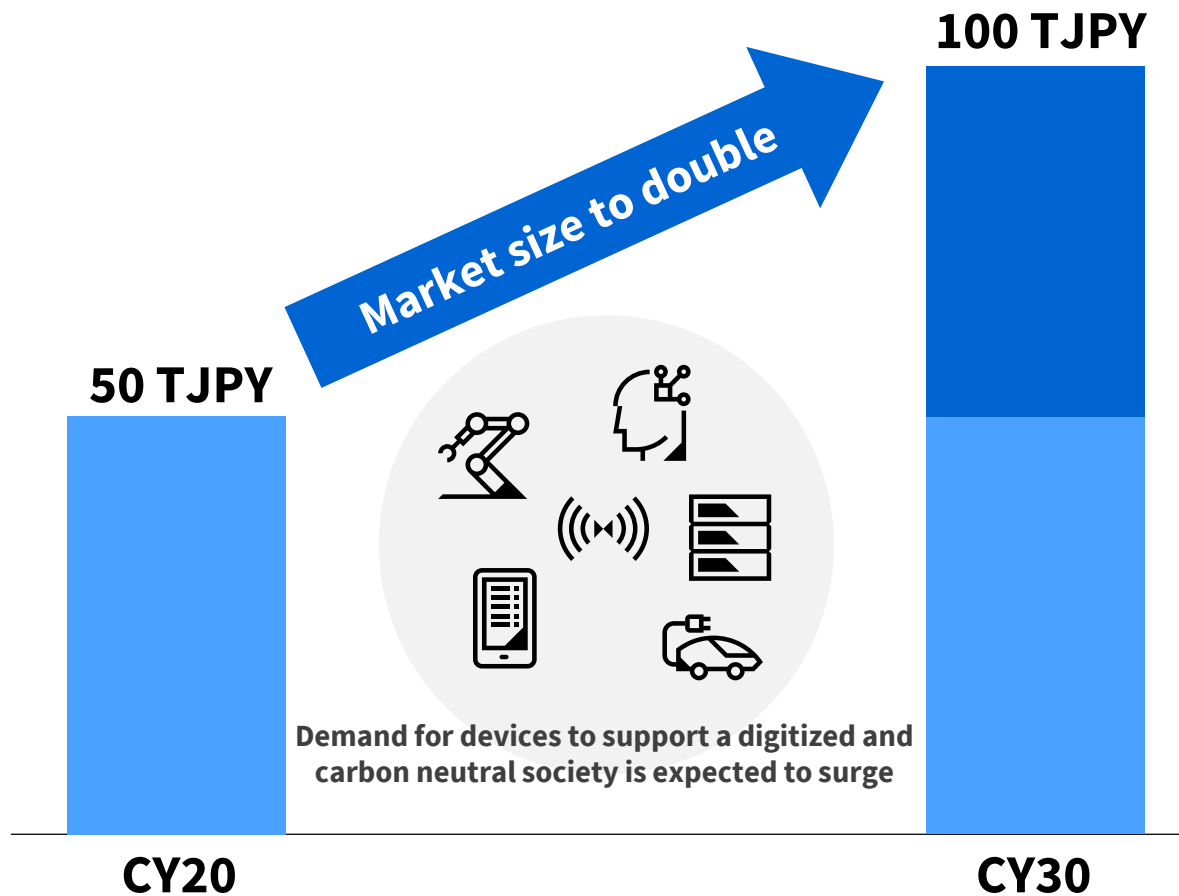 100 TJPY
Market size to double
50 TJPY
Demand for devices to support a digitized and
carbon neutral society is expected to surge
CY20
CY30